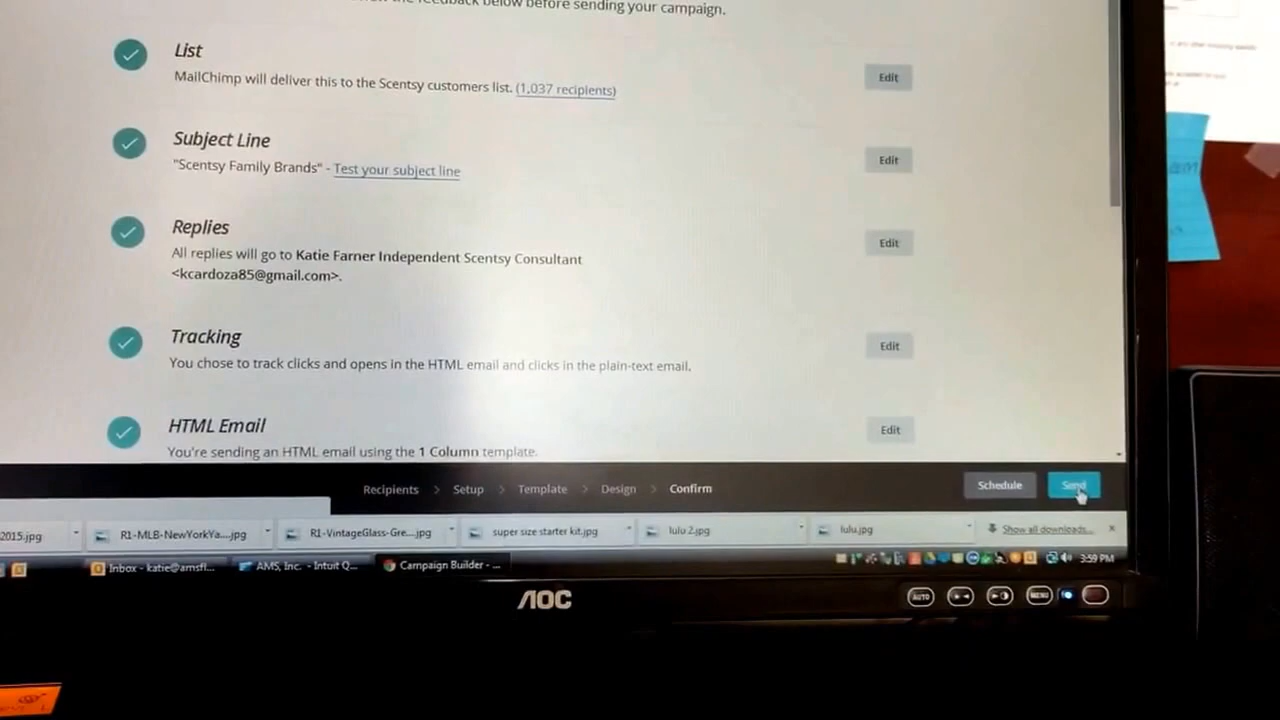 feedback below before sending your campaign.
List
MailChimp will deliver this to the Scentsy customers list. (1,037 recipients)
Edit
Subject Line
"Scentsy Family Brands" - Test your subject line
Edit
Replies
All replies will go to Katie Farner Independent Scentsy Consultant
<kcardoza85@gmail.com>.
Edit
Tracking
You chose to track clicks and opens in the HTML email and clicks in the plain-text email.
Edit
HTML Email
You're sending an HTML email using the 1 Column template.
Edit
Recipients > Setup > Template > Design > Confirm
Schedule
Send
2015.jpg
R1-MLB-NewYorkYa....jpg
R1-VintageGlass-Gre....jpg
super size starter kit.jpg
lulu 2.jpg
lulu.jpg
Show all downloads...
Inbox - katie@amsfl...
AMS, Inc. - Intuit Q...
Campaign Builder - ...
3:59 PM
AOC
AUTO
MENU